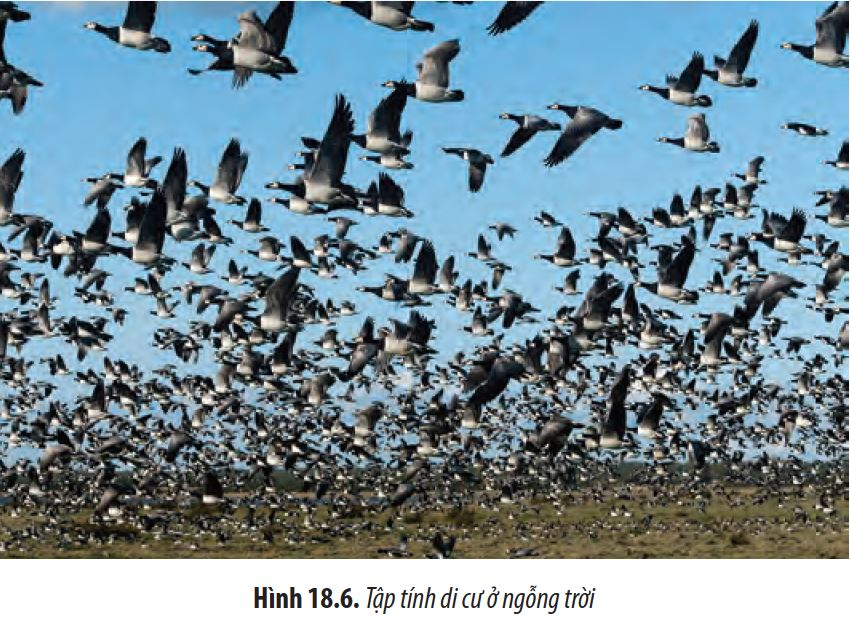 Hình 18.6. Tập tính di cư ở ngỗng trời